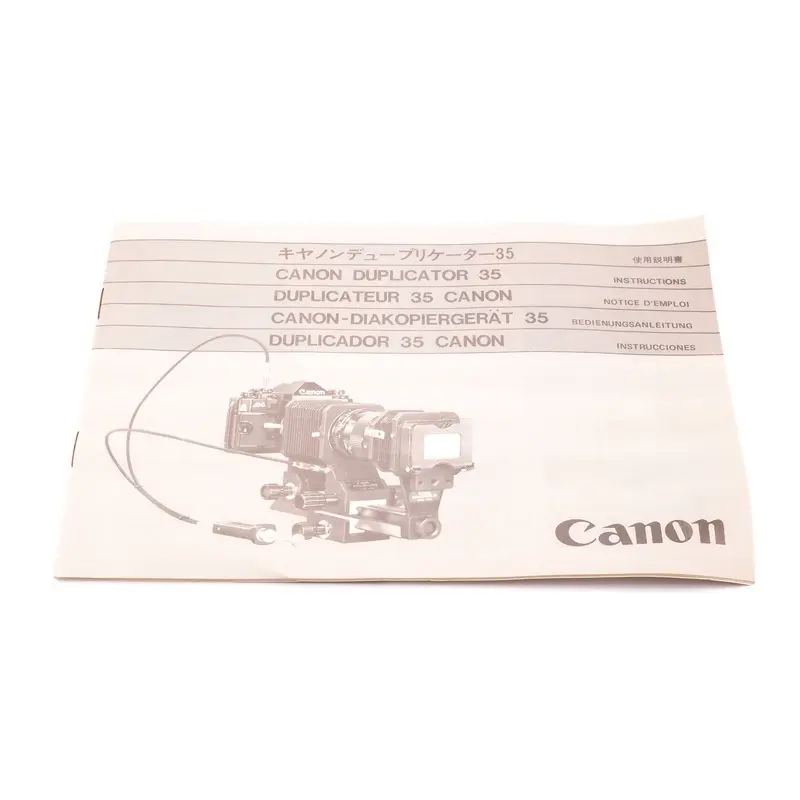 キヤノンデュープリケーター35 使用説明書
CANON DUPLICATOR 35 INSTRUCTIONS
DUPLICATEUR 35 CANON NOTICE D'EMPLOI
CANON-DIAKOPIERGERÄT 35 BEDIENUNGSANLEITUNG
DUPLICADOR 35 CANON INSTRUCCIONES
Canon
Canon